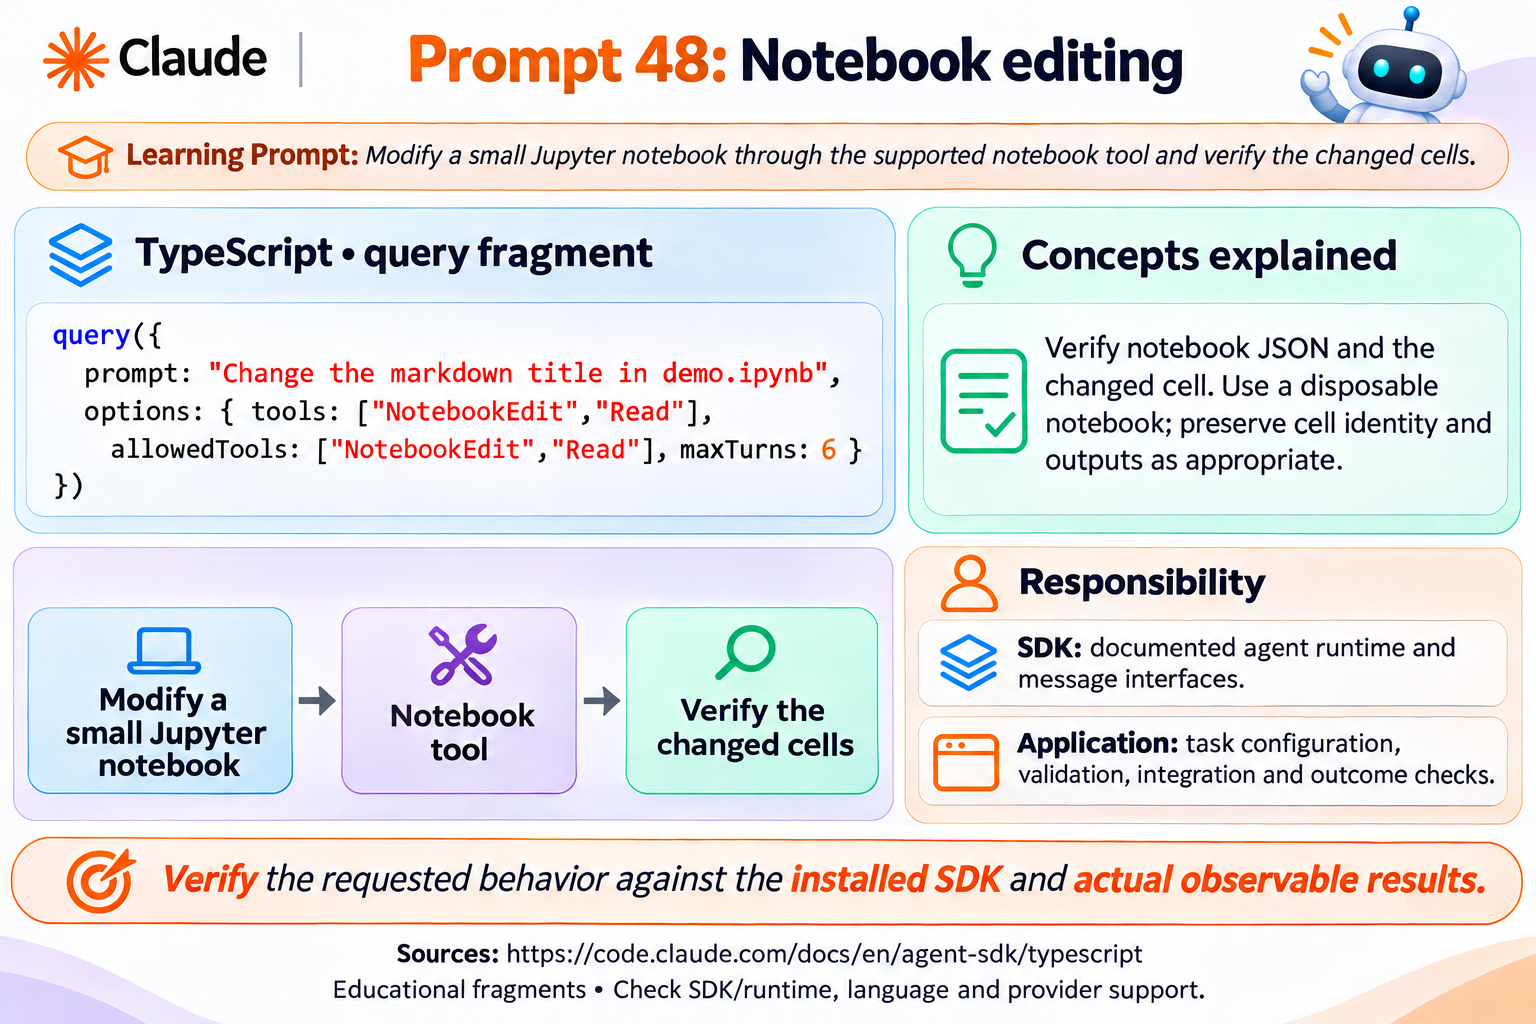 Claude
Prompt 48: Notebook editing
Learning Prompt: Modify a small Jupyter notebook through the supported notebook tool and verify the changed cells.
TypeScript • query fragment
query({
prompt: "Change the markdown title in demo.ipynb",
options: { tools: ["NotebookEdit","Read"],
allowedTools: ["NotebookEdit","Read"], maxTurns: 6 }
})
Concepts explained
Verify notebook JSON and the
changed cell. Use a disposable
notebook; preserve cell identity and
outputs as appropriate.
Modify a
small Jupyter
notebook
Notebook
tool
Verify the
changed cells
Responsibility
SDK: documented agent runtime and
message interfaces.
Application: task configuration,
validation, integration and outcome checks.
Verify the requested behavior against the installed SDK and actual observable results.
Sources: https://code.claude.com/docs/en/agent-sdk/typescript
Educational fragments • Check SDK/runtime, language and provider support.